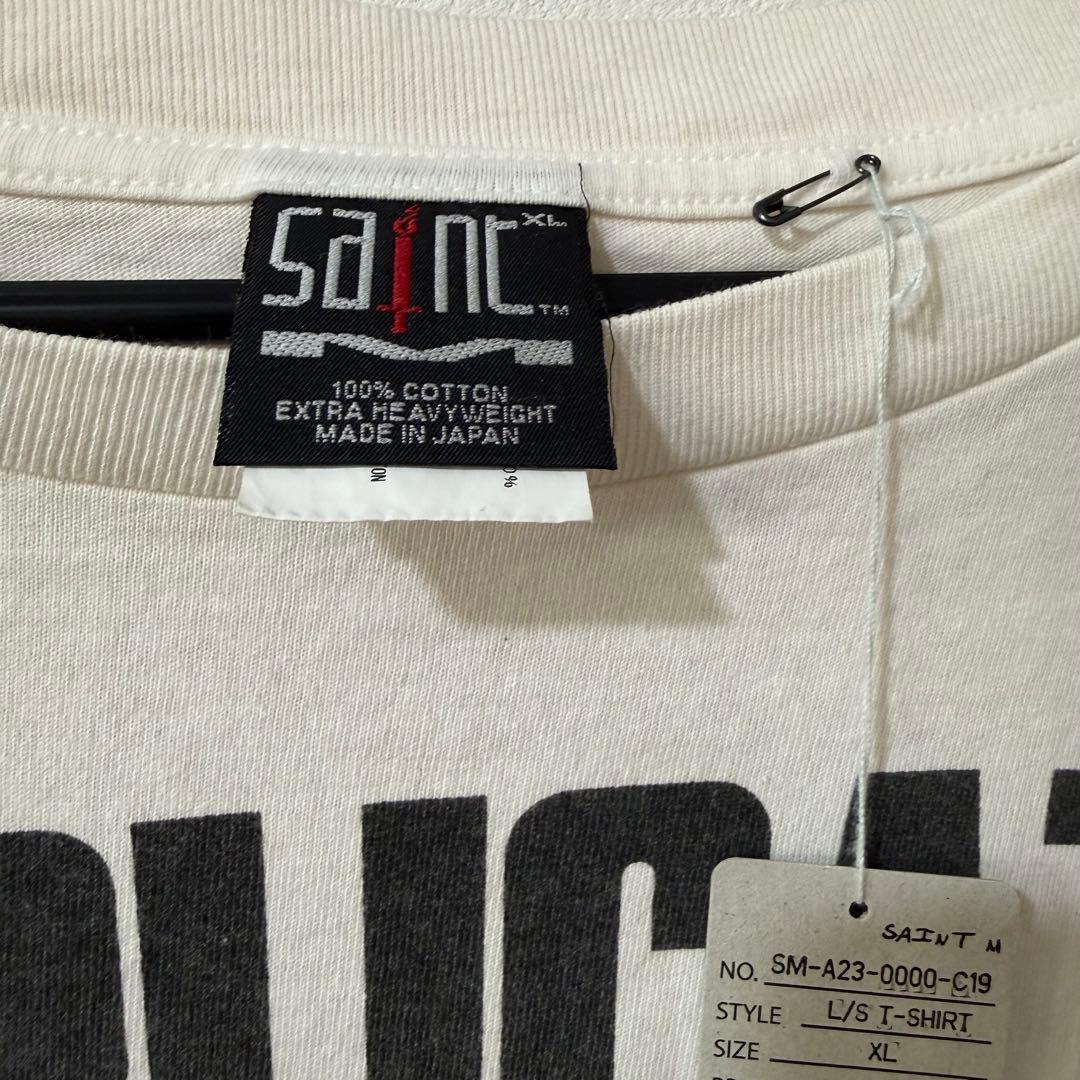 saint XL
TM
100% COTTON
EXTRA HEAVYWEIGHT
MADE IN JAPAN
0%
SAINT M
NO. SM-A23-0000-C19
STYLE L/S T-SHIRT
SIZE XL